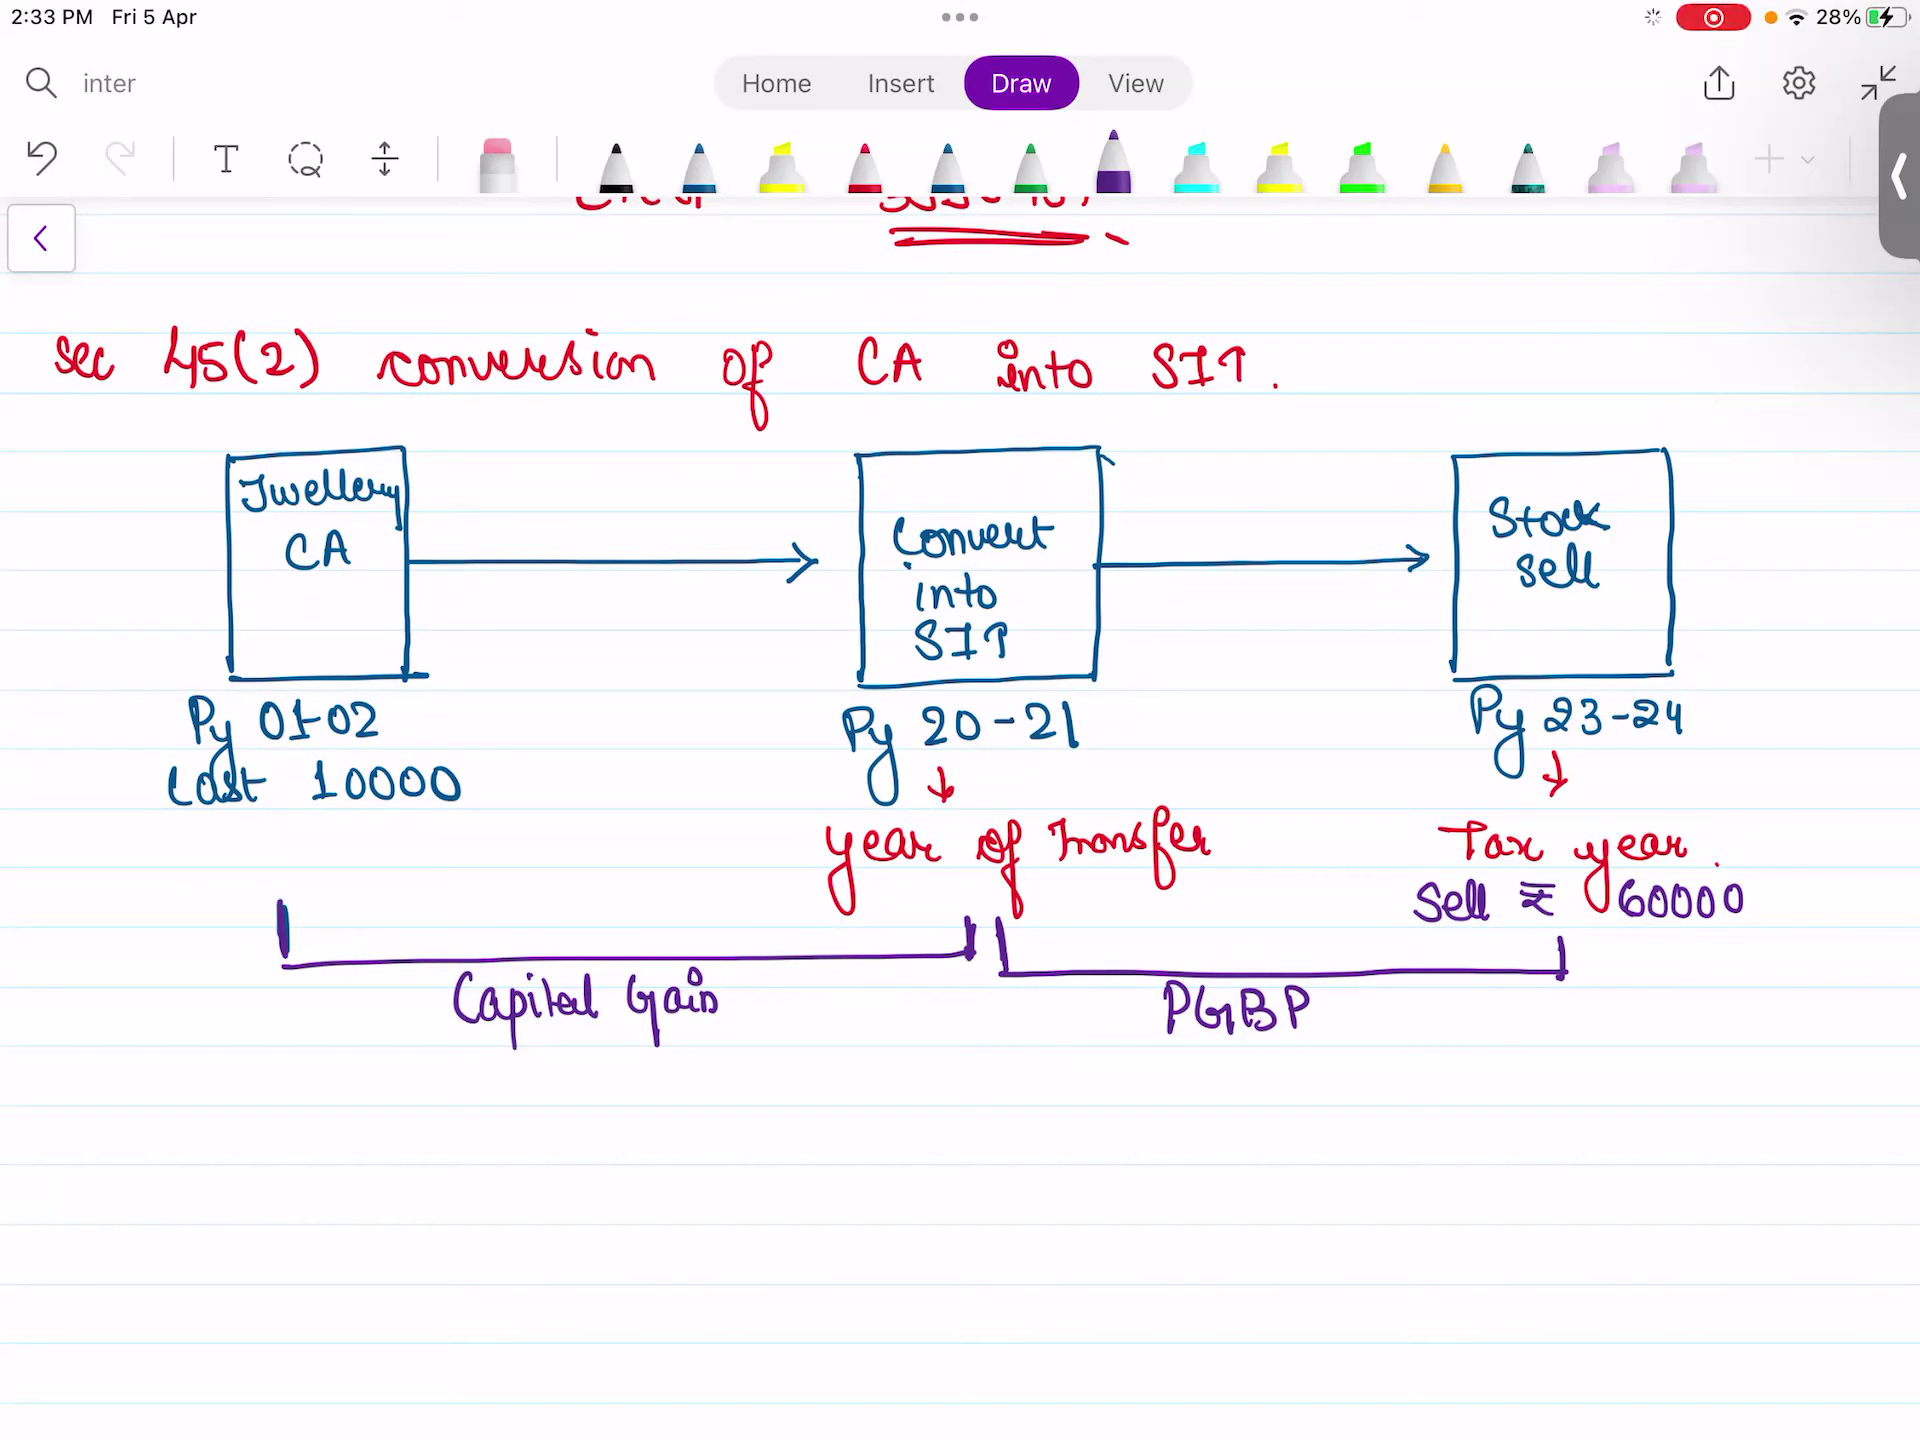 2:33 PM Fri 5 Apr
28%
inter
Home Insert Draw View
T
Sec 45(2) conversion of CA into SIT.
Jwellery
CA
Convert
into
SIT
Stock
sell
Py 01-02
Py 20-21
Py 23-24
Cost 10000
year of Transfer
Tax year.
Sell ₹ 60000
Capital Gain
PGBP